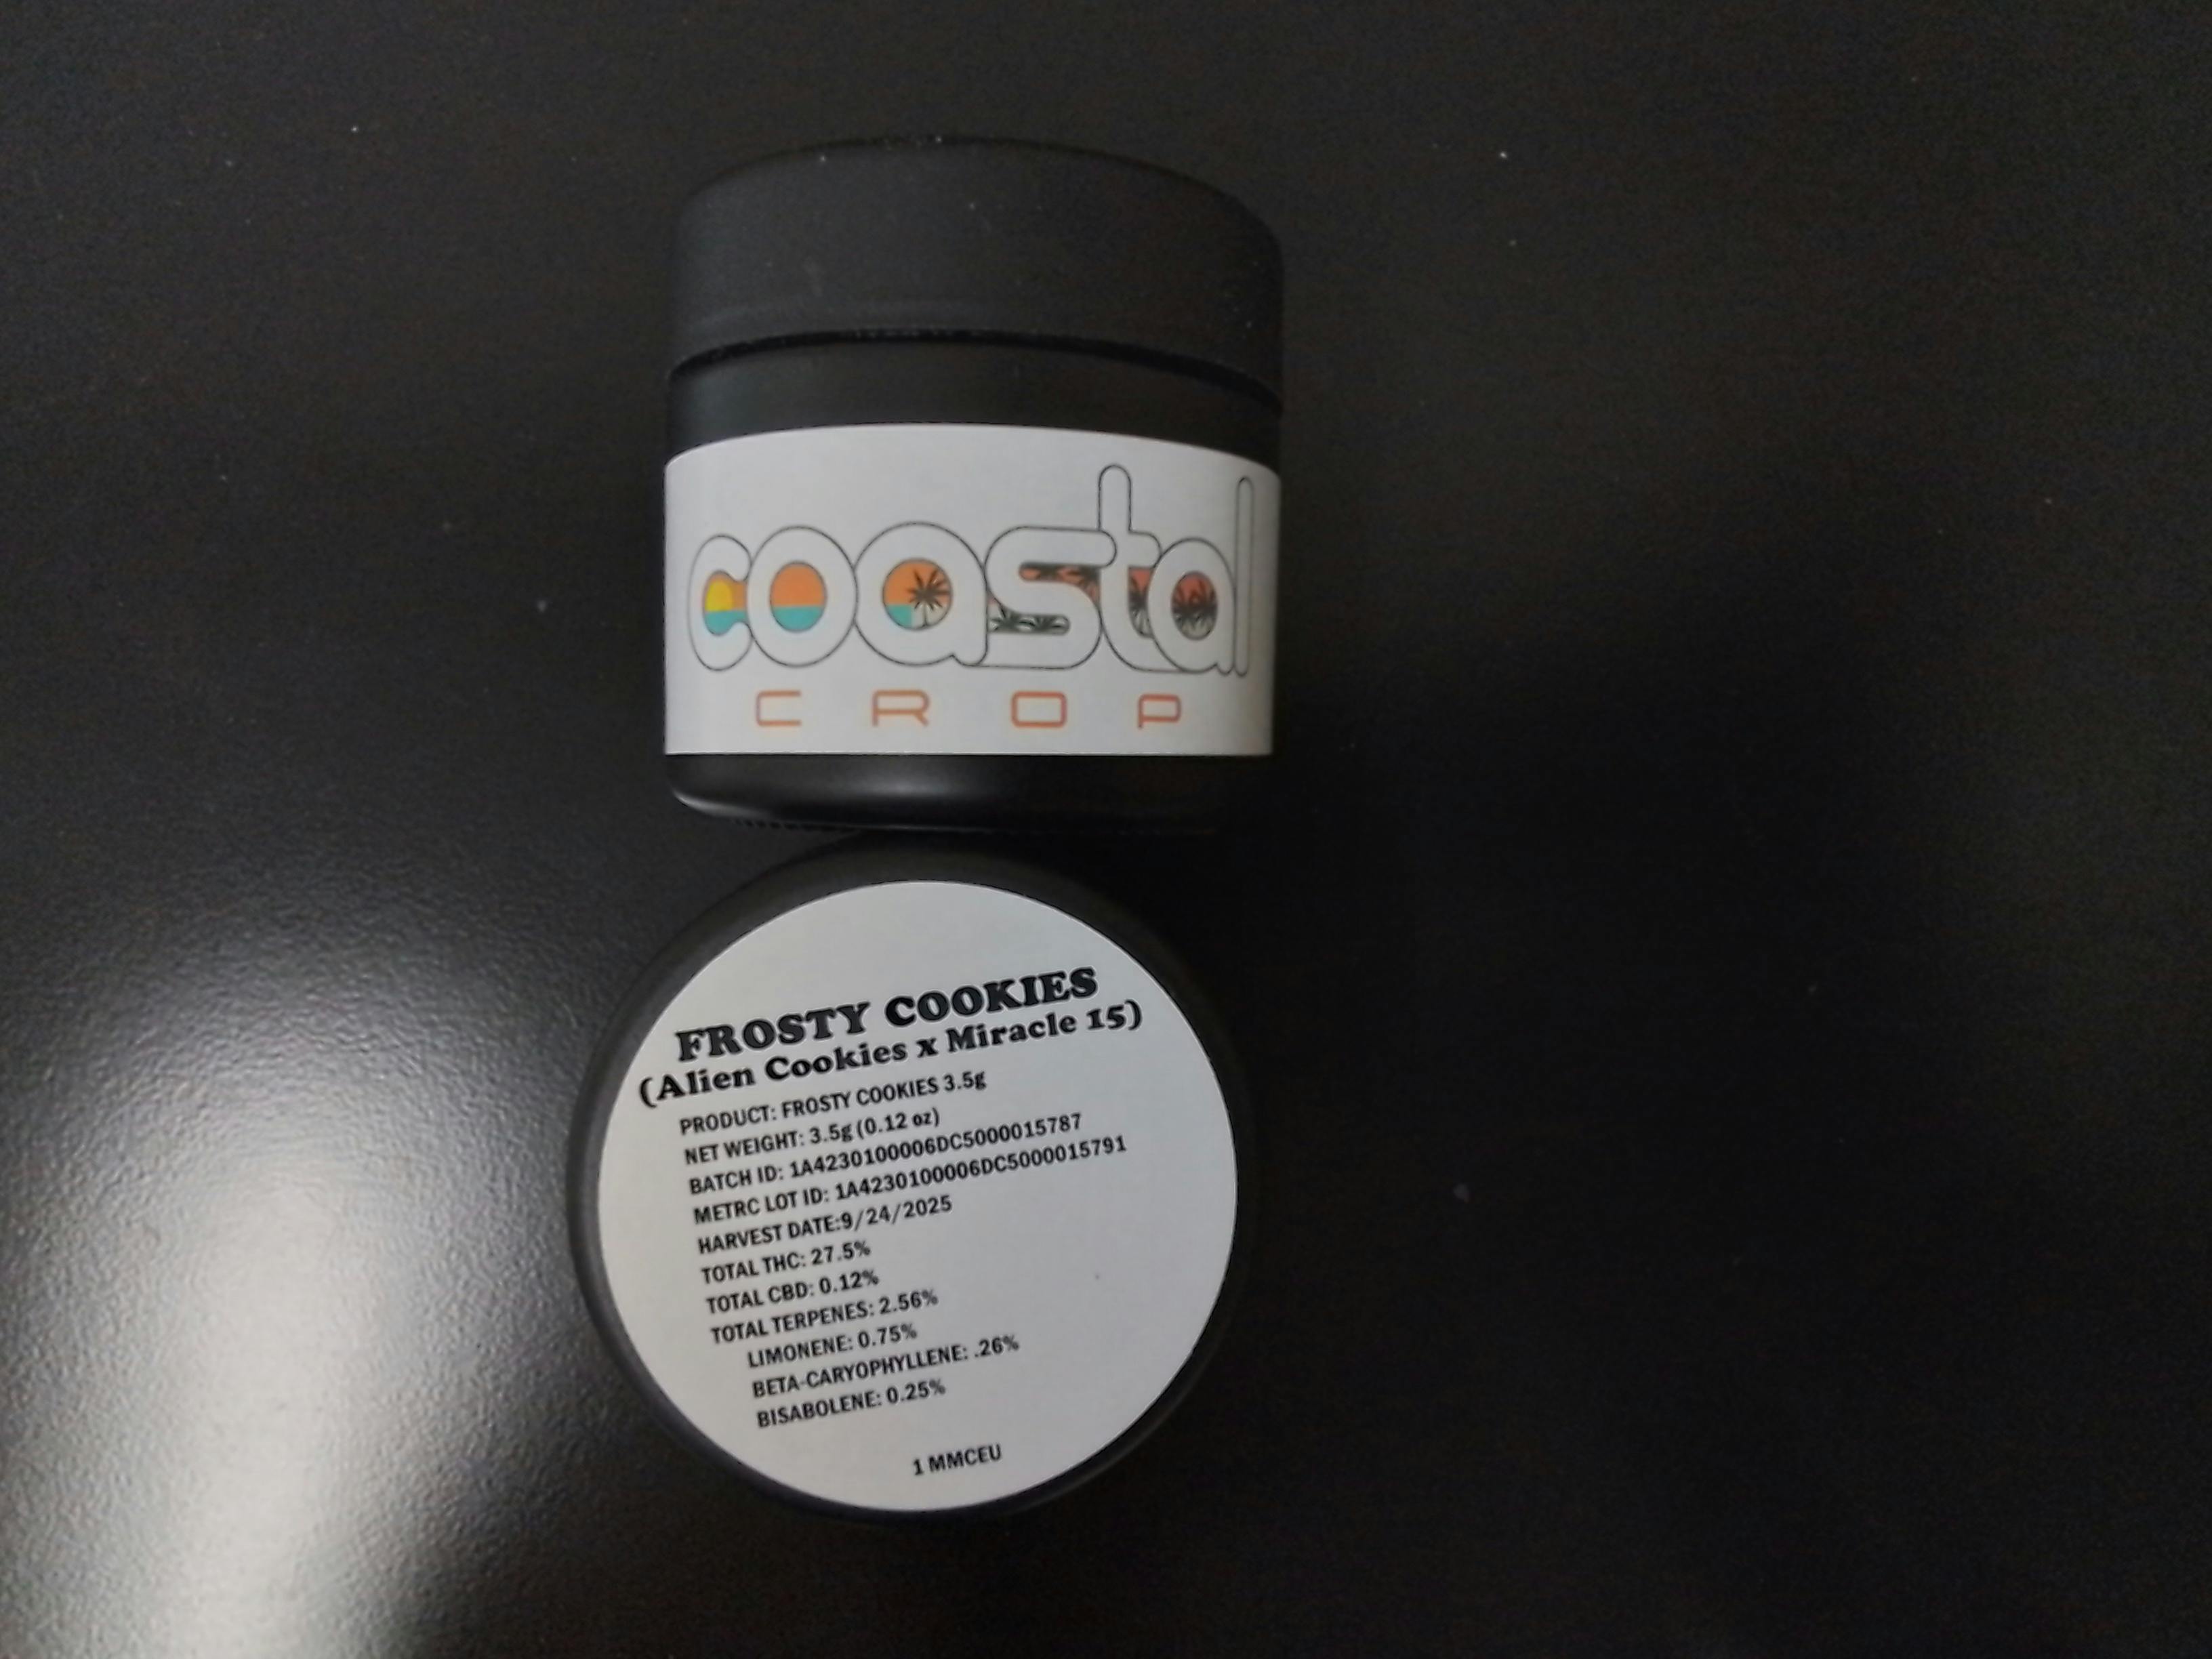 coastal
CROP
FROSTY COOKIES
(Alien Cookies x Miracle 15)
PRODUCT: FROSTY COOKIES 3.5g
NET WEIGHT: 3.5g (0.12 oz)
BATCH ID: 1A4230100006DC5000015787
METRC LOT ID: 1A4230100006DC5000015791
HARVEST DATE:9/24/2025
TOTAL THC: 27.5%
TOTAL CBD: 0.12%
TOTAL TERPENES: 2.56%
LIMONENE: 0.75%
BETA-CARYOPHYLLENE: .26%
BISABOLENE: 0.25%
1 MMCEU